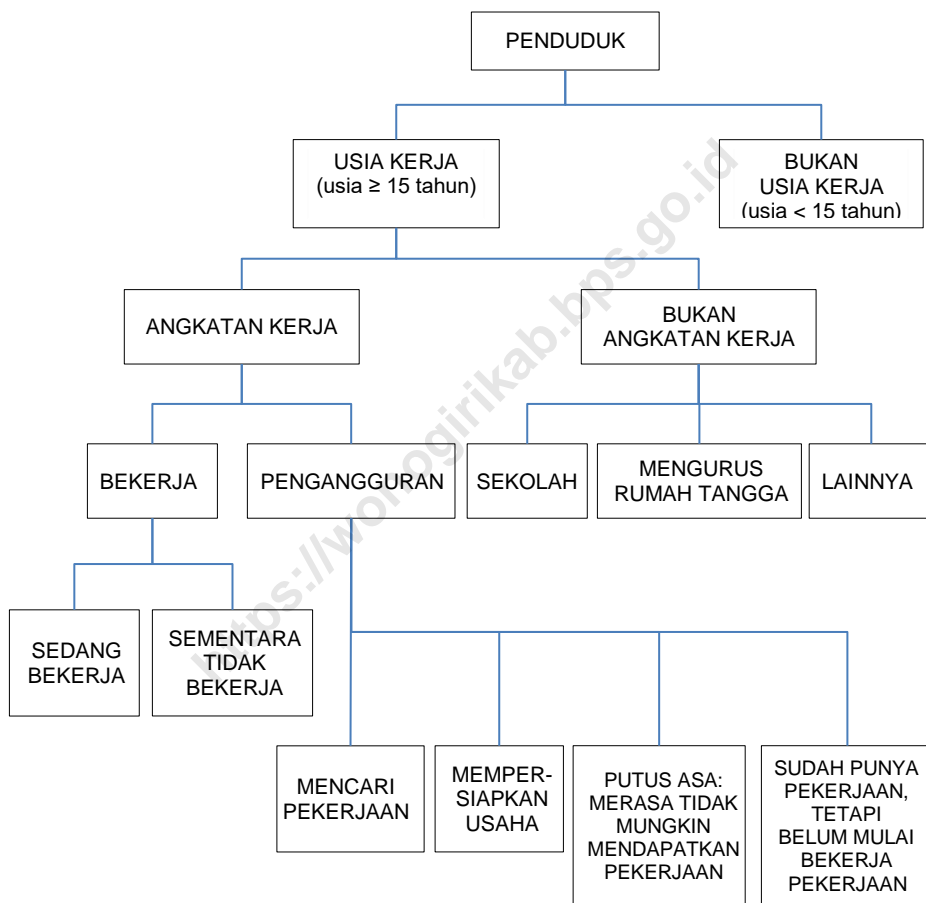 PENDUDUK
USIA KERJA
(usia ≥ 15 tahun)
BUKAN
USIA KERJA
(usia < 15 tahun)
ANGKATAN KERJA
BUKAN
ANGKATAN KERJA
BEKERJA
PENGANGGURAN
SEKOLAH
MENGURUS
RUMAH TANGGA
LAINNYA
SEDANG
BEKERJA
SEMENTARA
TIDAK
BEKERJA
MENCARI
PEKERJAAN
MEMPER-
SIAPKAN
USAHA
PUTUS ASA:
MERASA TIDAK
MUNGKIN
MENDAPATKAN
PEKERJAAN
SUDAH PUNYA
PEKERJAAN,
TETAPI
BELUM MULAI
BEKERJA
PEKERJAAN
https://wonogirikab.bps.go.id